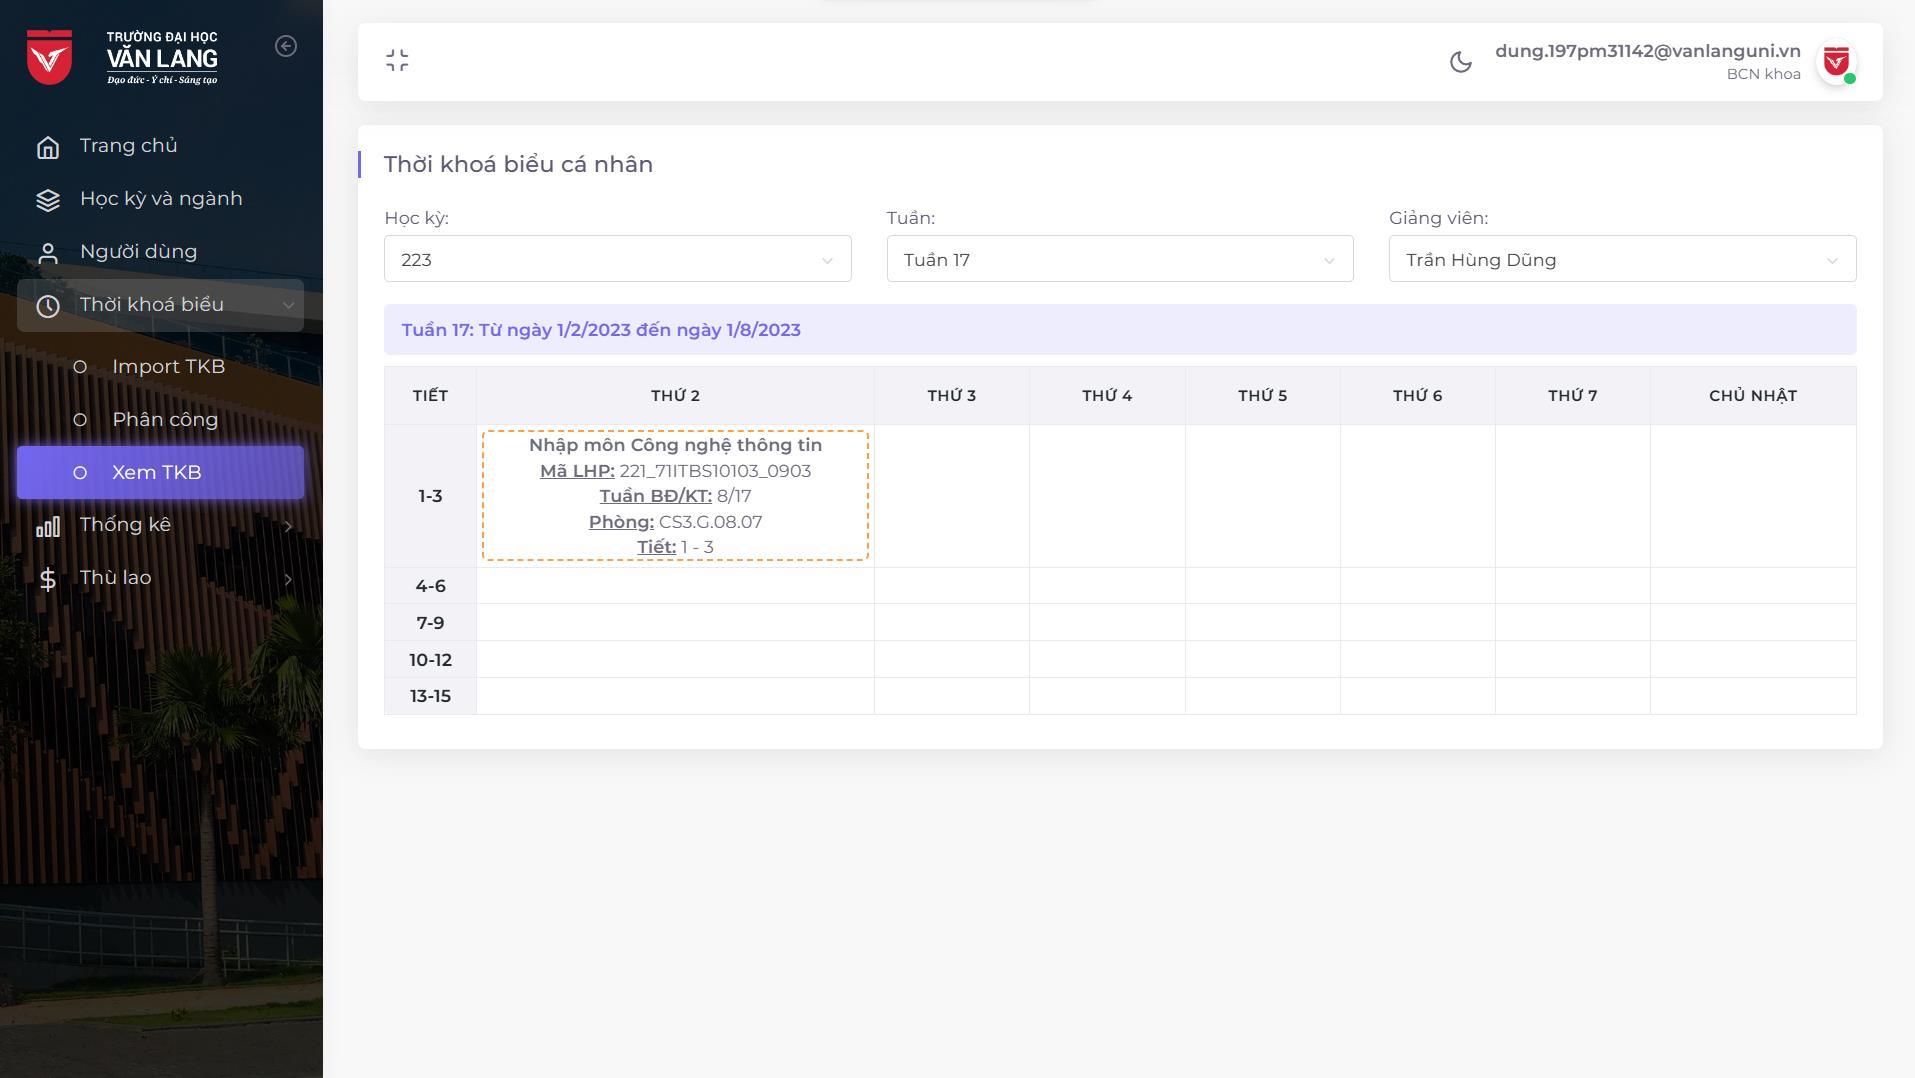 TRƯỜNG ĐẠI HỌC
VĂN LANG
Đạo đức - Ý chí - Sáng tạo
Trang chủ
Học kỳ và ngành
Người dùng
Thời khoá biểu
Import TKB
Phân công
Xem TKB
Thống kê
Thù lao
dung.197pm31142@vanlanguni.vn
BCN khoa
Thời khoá biểu cá nhân
Học kỳ: Tuần: Giảng viên:
223 Tuần 17 Trần Hùng Dũng
Tuần 17: Từ ngày 1/2/2023 đến ngày 1/8/2023
TIẾT THỨ 2 THỨ 3 THỨ 4 THỨ 5 THỨ 6 THỨ 7 CHỦ NHẬT
1-3
Nhập môn Công nghệ thông tin
Mã LHP: 221_71ITBS10103_0903
Tuần BĐ/KT: 8/17
Phòng: CS3.G.08.07
Tiết: 1 - 3
4-6
7-9
10-12
13-15